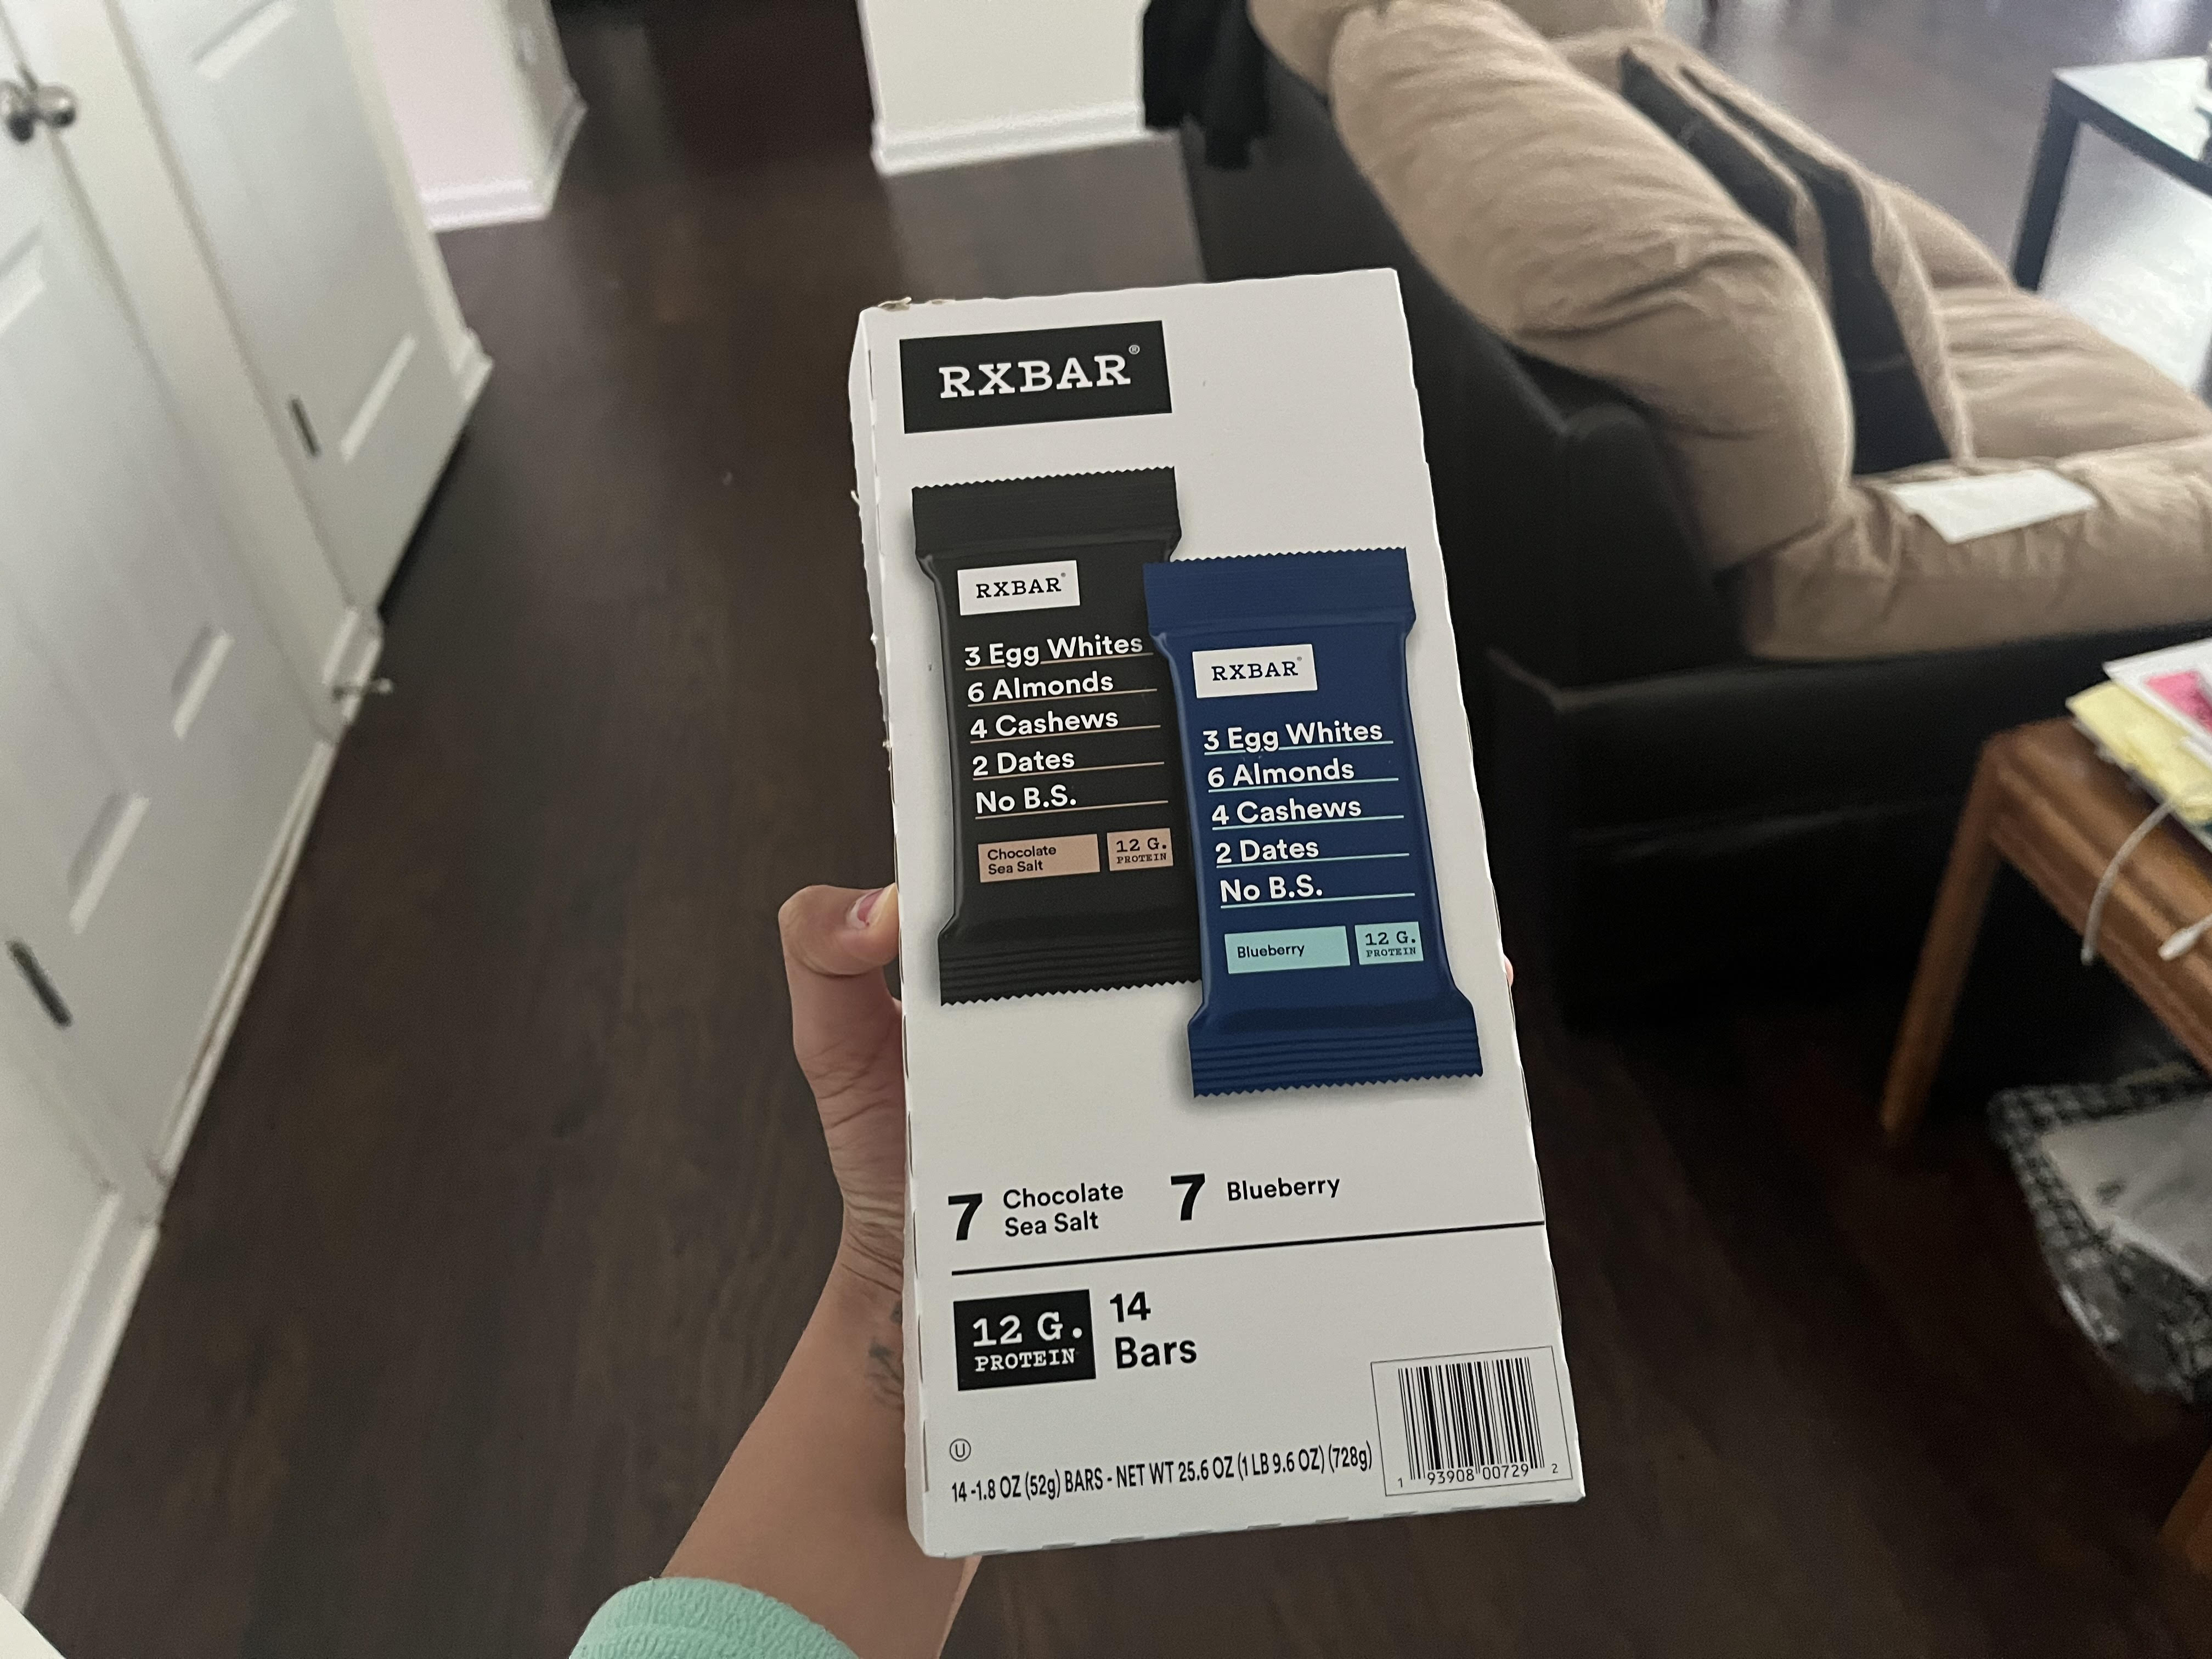 RXBAR®
RXBAR®
3 Egg Whites
6 Almonds
4 Cashews
2 Dates
No B.S.
Chocolate
Sea Salt
12 G.
PROTEIN
RXBAR®
3 Egg Whites
6 Almonds
4 Cashews
2 Dates
No B.S.
Blueberry
12 G.
PROTEIN
7 Chocolate
Sea Salt
7 Blueberry
12 G.
PROTEIN
14
Bars
U
14 -1.8 OZ (52g) BARS - NET WT 25.6 OZ (1 LB 9.6 OZ) (728g)
1 93908 00729 2